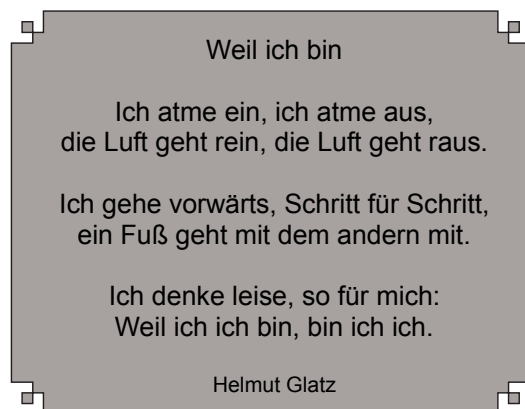 Weil ich bin
Ich atme ein, ich atme aus,
die Luft geht rein, die Luft geht raus.
Ich gehe vorwärts, Schritt für Schritt,
ein Fuß geht mit dem andern mit.
Ich denke leise, so für mich:
Weil ich ich bin, bin ich ich.
Helmut Glatz